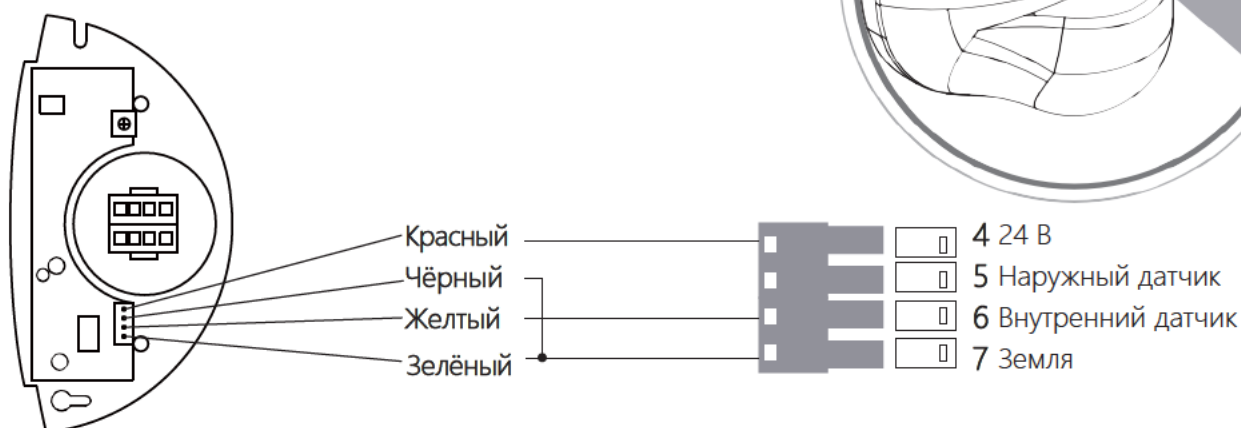 Красный
Чёрный
Желтый
Зелёный
4 24 В
5 Наружный датчик
6 Внутренний датчик
7 Земля